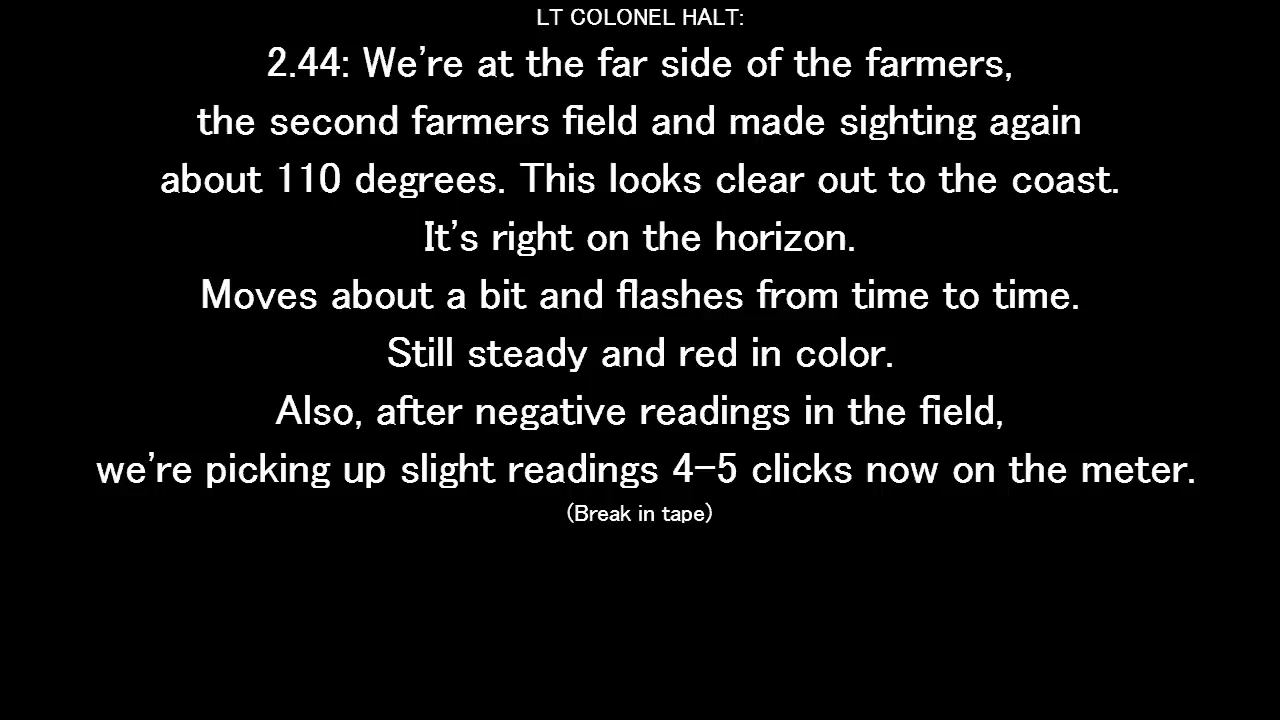 LT COLONEL HALT:
2.44: We’re at the far side of the farmers,
the second farmers field and made sighting again
about 110 degrees. This looks clear out to the coast.
It’s right on the horizon.
Moves about a bit and flashes from time to time.
Still steady and red in color.
Also, after negative readings in the field,
we’re picking up slight readings 4−5 clicks now on the meter.
(Break in tape)